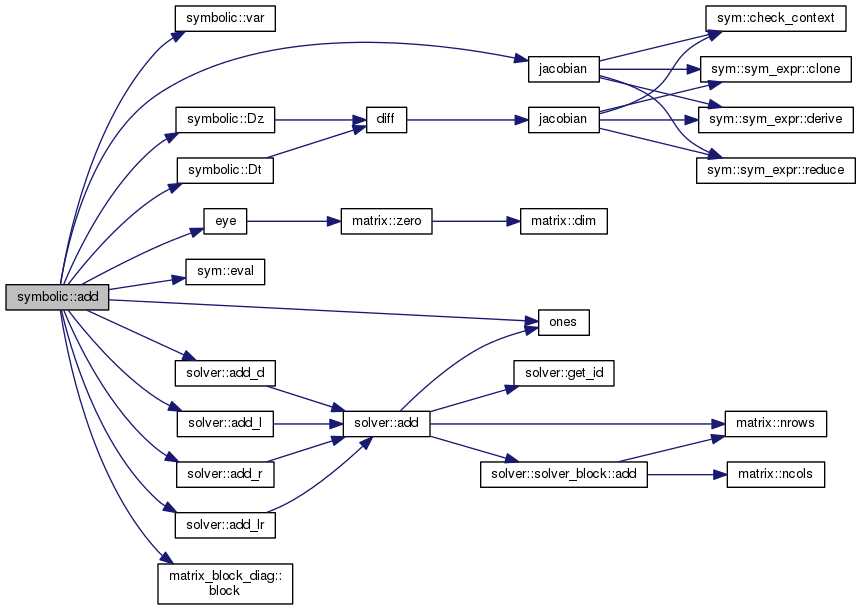 symbolic::var
sym::check_context
jacobian
sym::sym_expr::clone
symbolic::Dz
diff
jacobian
sym::sym_expr::derive
symbolic::Dt
sym::sym_expr::reduce
eye
matrix::zero
matrix::dim
sym::eval
symbolic::add
ones
solver::add_d
solver::get_id
solver::add_l
solver::add
matrix::nrows
solver::add_r
solver::solver_block::add
matrix::ncols
solver::add_lr
matrix_block_diag::
block